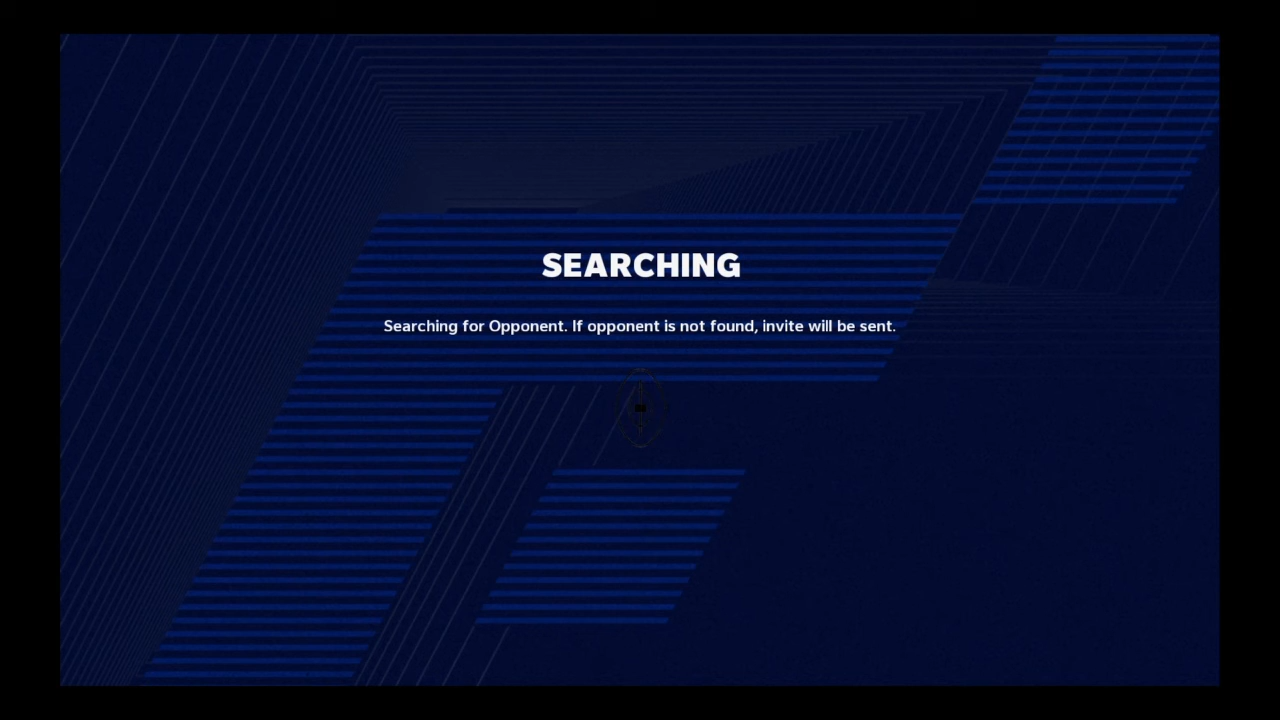 SEARCHING
Searching for Opponent. If opponent is not found, invite will be sent.